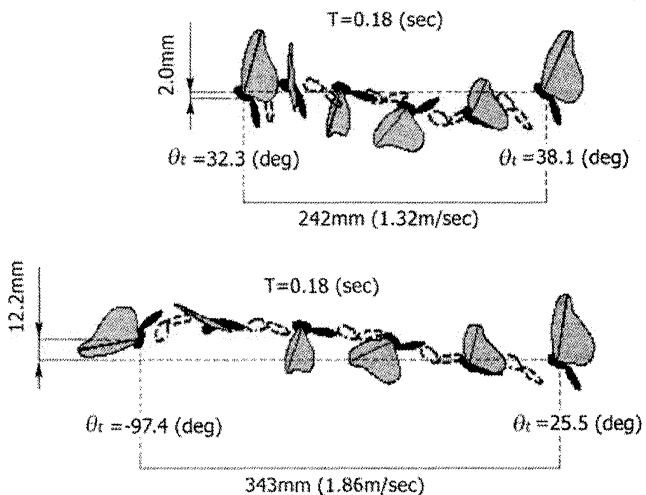 T=0.18 (sec)
2.0mm
θt =32.3 (deg)
θt =38.1 (deg)
242mm (1.32m/sec)
T=0.18 (sec)
12.2mm
θt =-97.4 (deg)
θt =25.5 (deg)
343mm (1.86m/sec)